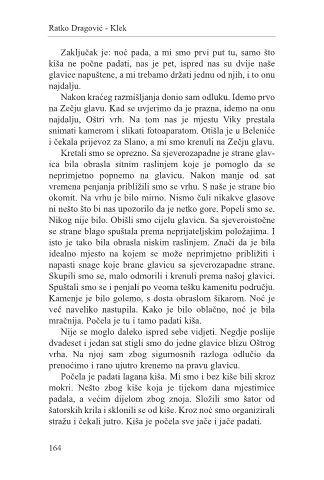 Ratko Dragović - Klek
Zaključak je: noć pada, a mi smo prvi put tu, samo što
kiša ne počne padati, nas je pet, ispred nas su dvije naše
glavice napuštene, a mi trebamo držati jednu od njih, i to onu
najdalju.
Nakon kraćeg razmišljanja donio sam odluku. Idemo prvo
na Zečju glavu. Kad se uvjerimo da je prazna, idemo na onu
najdalju, Oštri vrh. Na tom nas je mjestu Viky prestala
snimati kamerom i slikati fotoaparatom. Otišla je u Beleniće
i čekala prijevoz za Slano, a mi smo krenuli na Zečju glavu.
Kretali smo se oprezno. Sa sjeverozapadne je strane glav-
ica bila obrasla sitnim raslinjem koje je pomoglo da se
neprimjetno popnemo na glavicu. Nakon manje od sat
vremena penjanja približili smo se vrhu. S naše je strane bio
okomit. Na vrhu je bilo mirno. Nismo čuli nikakve glasove
ni nešto što bi nas upozorilo da je netko gore. Popeli smo se.
Nikog nije bilo. Obišli smo cijelu glavicu. Sa sjeveroistočne
se strane blago spuštala prema neprijateljskim položajima. I
isto je tako bila obrasla niskim raslinjem. Znači da je bila
idealno mjesto na kojem se može neprimjetno približiti i
napasti snage koje brane glavicu sa sjeverozapadne strane.
Skupili smo se, malo odmorili i krenuli prema našoj glavici.
Spuštali smo se i penjali po veoma tešku kamenitu području.
Kamenje je bilo golemo, s dosta obraslom šikarom. Noć je
već naveliko nastupila. Kako je bilo oblačno, noć je bila
mračnija. Počela je tu i tamo padati kiša.
Nije se moglo daleko ispred sebe vidjeti. Negdje poslije
dvadeset i jedan sat stigli smo do jedne glavice blizu Oštrog
vrha. Na njoj sam zbog sigurnosnih razloga odlučio da
prenoćimo i rano ujutro krenemo na pravu glavicu.
Počela je padati lagana kiša. Mi smo i bez kiše bili skroz
mokri. Nešto zbog kiše koja je tijekom dana mjestimice
padala, a većim dijelom zbog znoja. Složili smo šator od
šatorskih krila i sklonili se od kiše. Kroz noć smo organizirali
stražu i čekali jutro. Kiša je počela sve jače i jače padati.
164